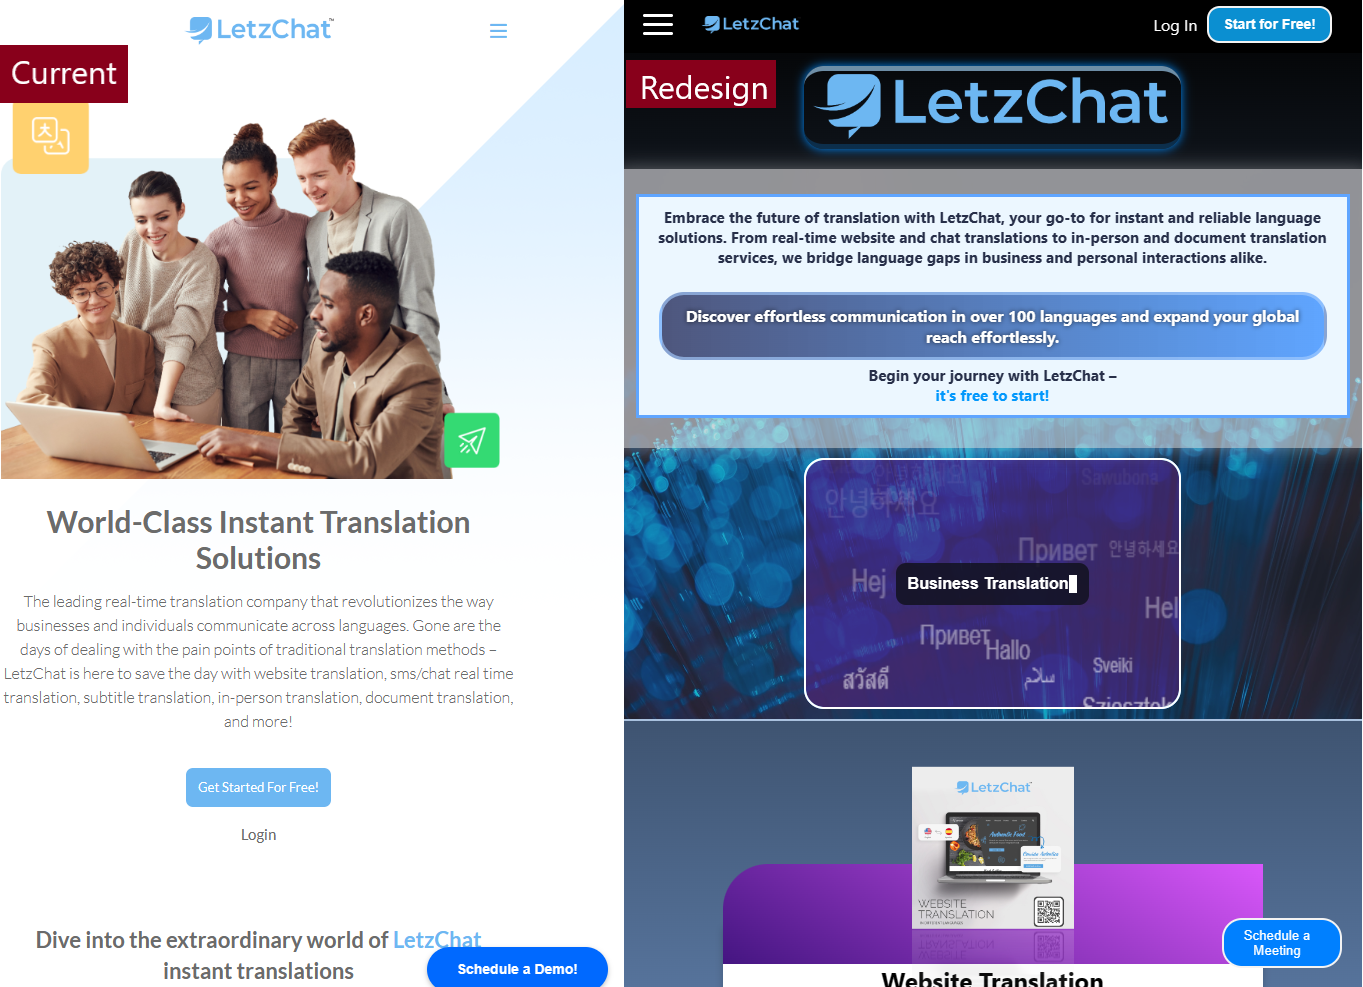 LetzChat™
Current
World-Class Instant Translation
Solutions
The leading real-time translation company that revolutionizes the way
businesses and individuals communicate across languages. Gone are the
days of dealing with the pain points of traditional translation methods –
LetzChat is here to save the day with website translation, sms/chat real time
translation, subtitle translation, in-person translation, document translation,
and more!
Get Started For Free!
Login
Dive into the extraordinary world of LetzChat
instant translations
Schedule a Demo!
LetzChat
Log In
Start for Free!
Redesign
LetzChat
Embrace the future of translation with LetzChat, your go-to for instant and reliable language
solutions. From real-time website and chat translations to in-person and document translation
services, we bridge language gaps in business and personal interactions alike.
Discover effortless communication in over 100 languages and expand your global
reach effortlessly.
Begin your journey with LetzChat –
it's free to start!
안녕하세요
Sawubona
안녕하세요
Привет 안녕하세요
Hej
Business Translation
Hel
Привет
Hallo
Sveiki
สวัสดี
سلام
LetzChat
Authentic Food
WEBSITE
TRANSLATION
Schedule a
Meeting
Website Translation